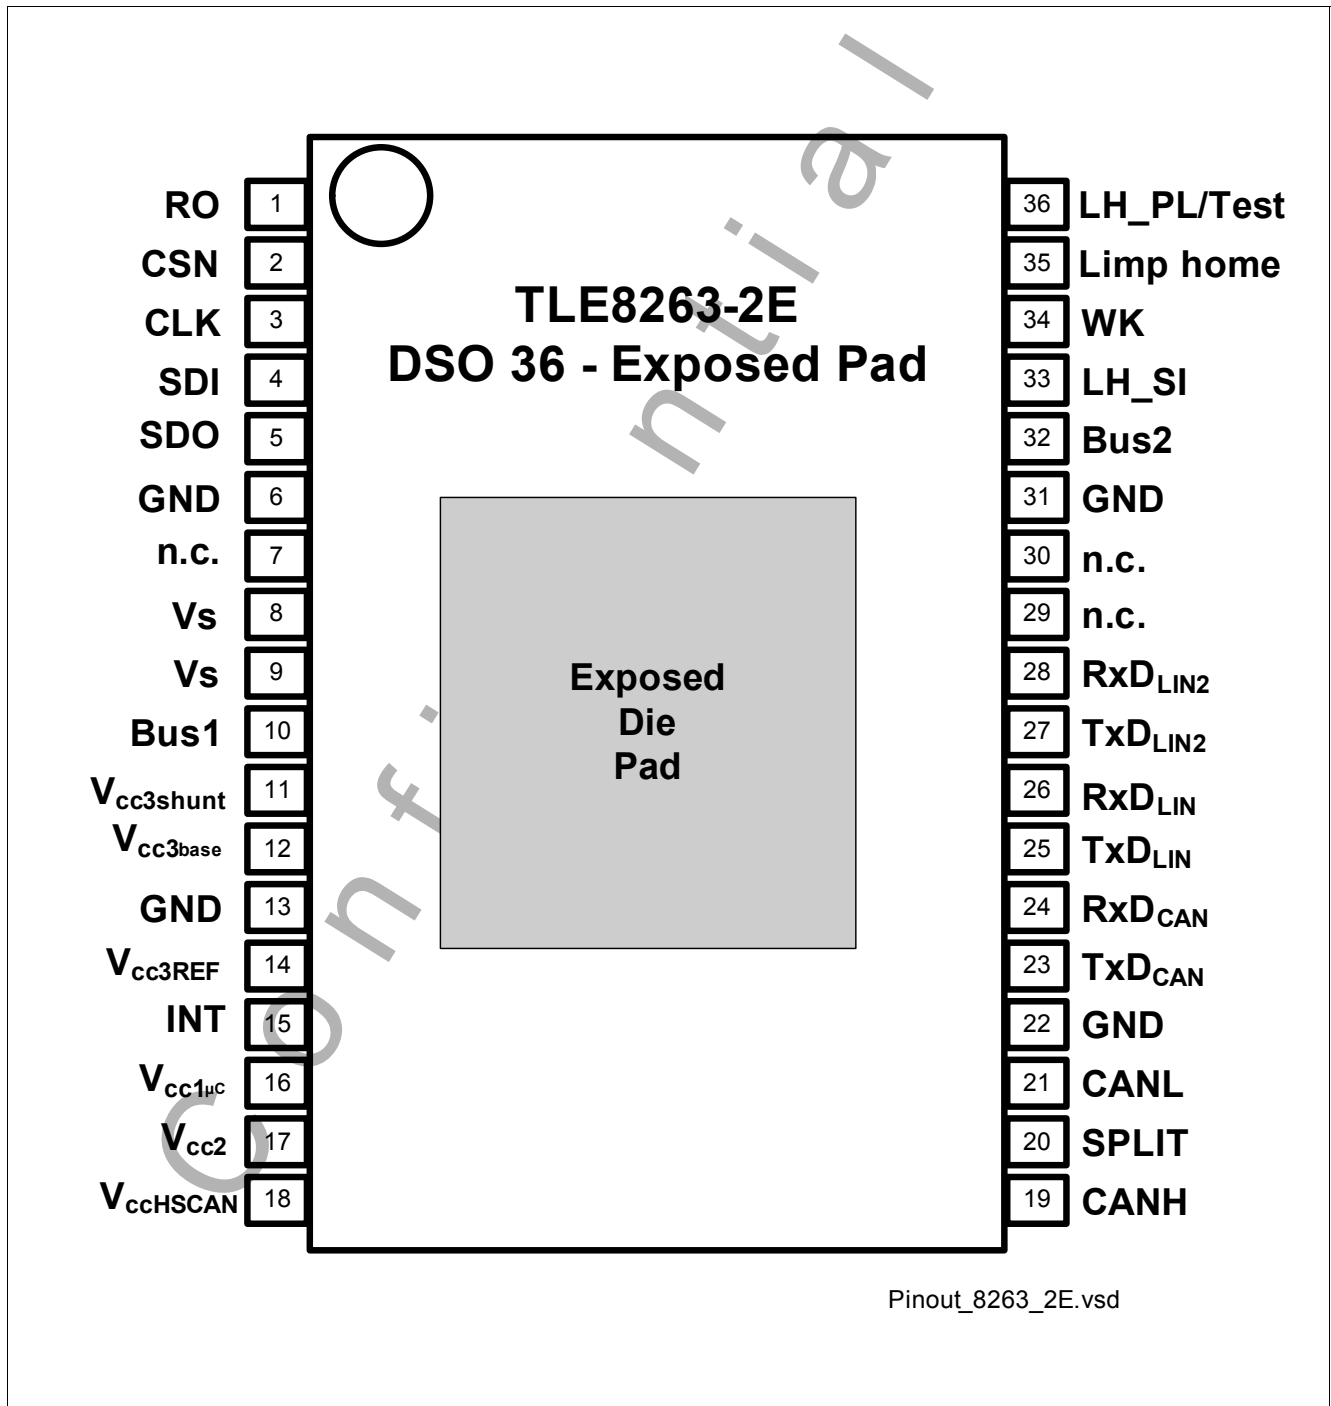 Confidential
TLE8263-2E
DSO 36 - Exposed Pad
RO 1
CSN 2
CLK 3
SDI 4
SDO 5
GND 6
n.c. 7
Vs 8
Vs 9
Bus1 10
Vcc3shunt 11
Vcc3base 12
GND 13
Vcc3REF 14
INT 15
Vcc1µC 16
Vcc2 17
VccHSCAN 18
Exposed
Die
Pad
36 LH_PL/Test
35 Limp home
34 WK
33 LH_SI
32 Bus2
31 GND
30 n.c.
29 n.c.
28 RxDLIN2
27 TxDLIN2
26 RxDLIN
25 TxDLIN
24 RxDCAN
23 TxDCAN
22 GND
21 CANL
20 SPLIT
19 CANH
Pinout_8263_2E.vsd